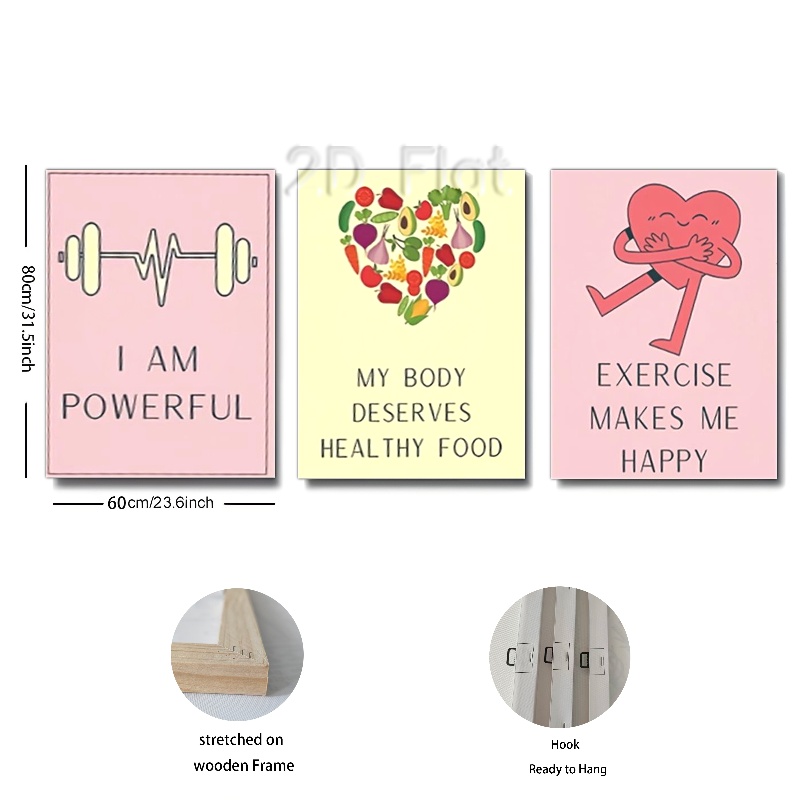 2D Flat
80cm/31.5inch
I AM
POWERFUL
MY BODY
DESERVES
HEALTHY FOOD
EXERCISE
MAKES ME
HAPPY
60cm/23.6inch
stretched on
wooden Frame
Hook
Ready to Hang